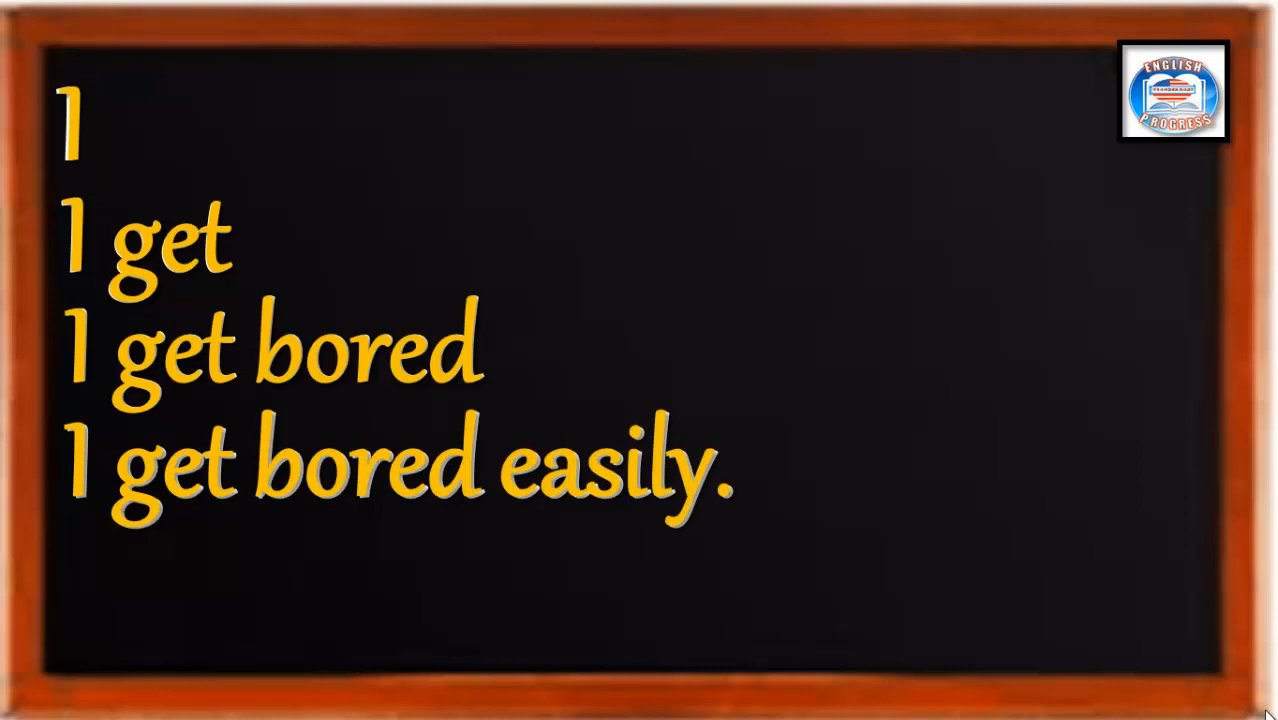 I
I get
I get bored
I get bored easily.
ENGLISH
PROGRESS